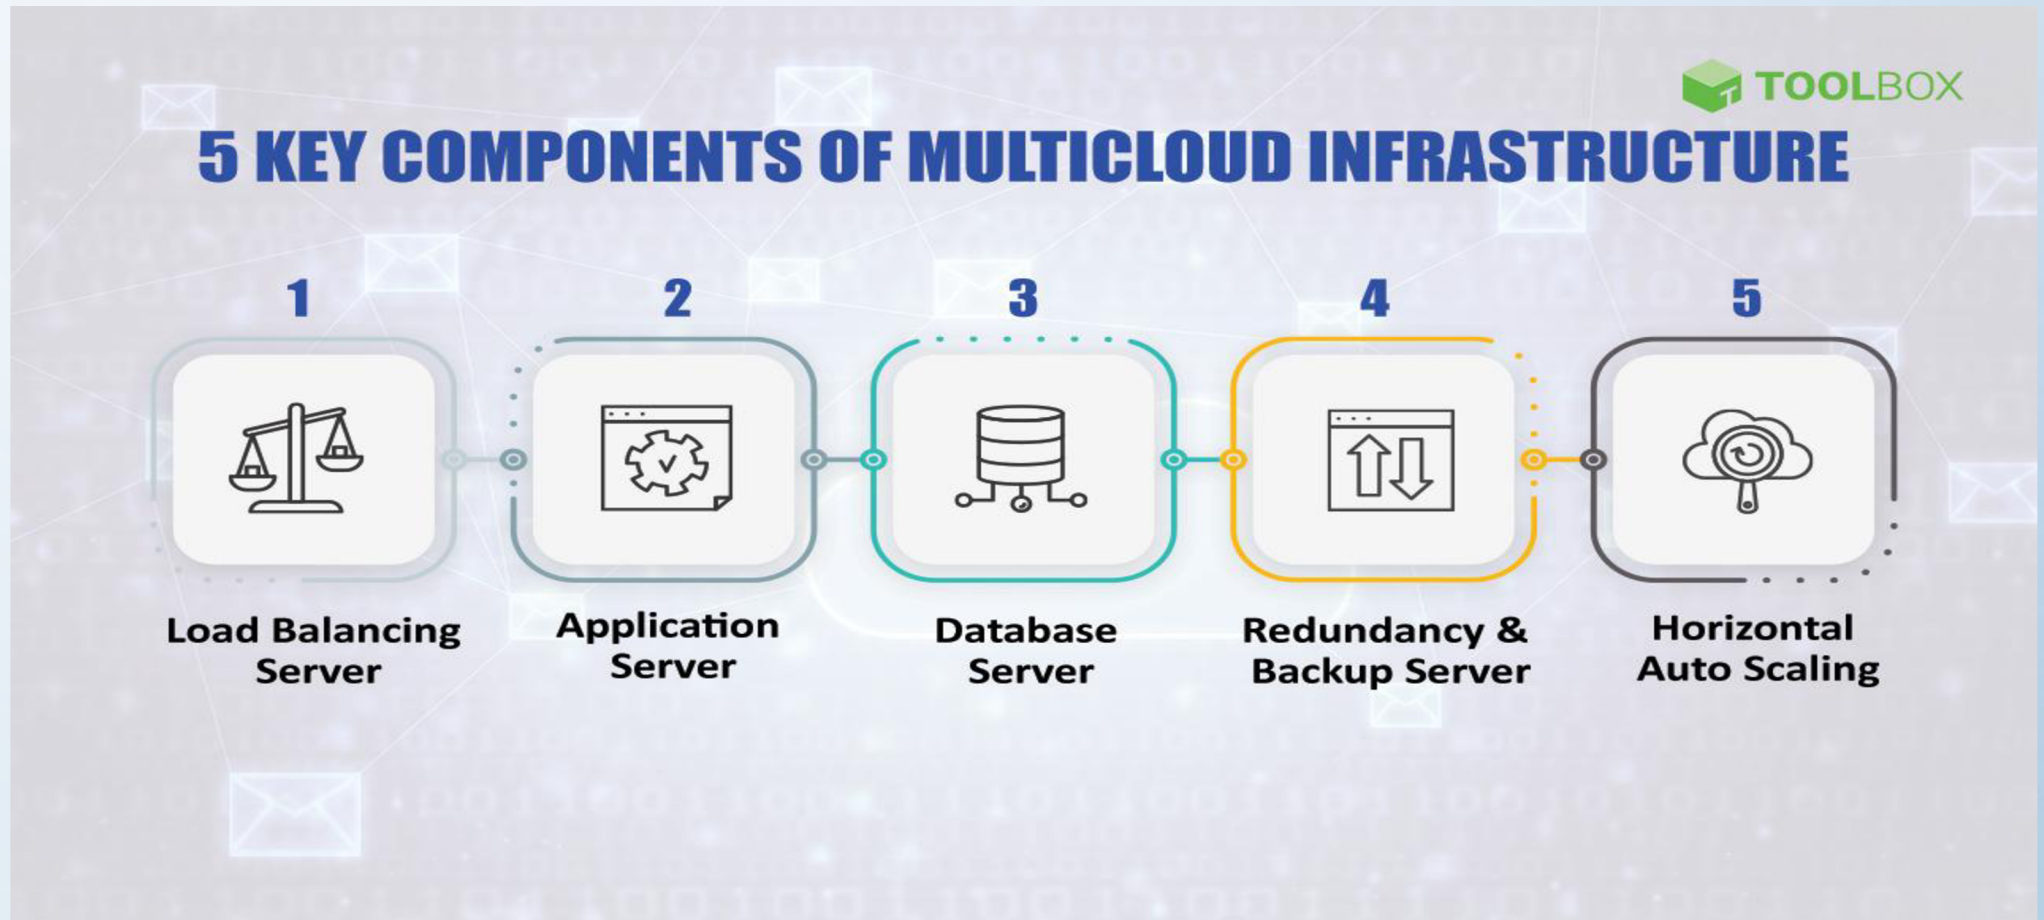 TOOLBOX
5 KEY COMPONENTS OF MULTICLOUD INFRASTRUCTURE
1
Load Balancing
Server
2
Application
Server
3
Database
Server
4
Redundancy &
Backup Server
5
Horizontal
Auto Scaling